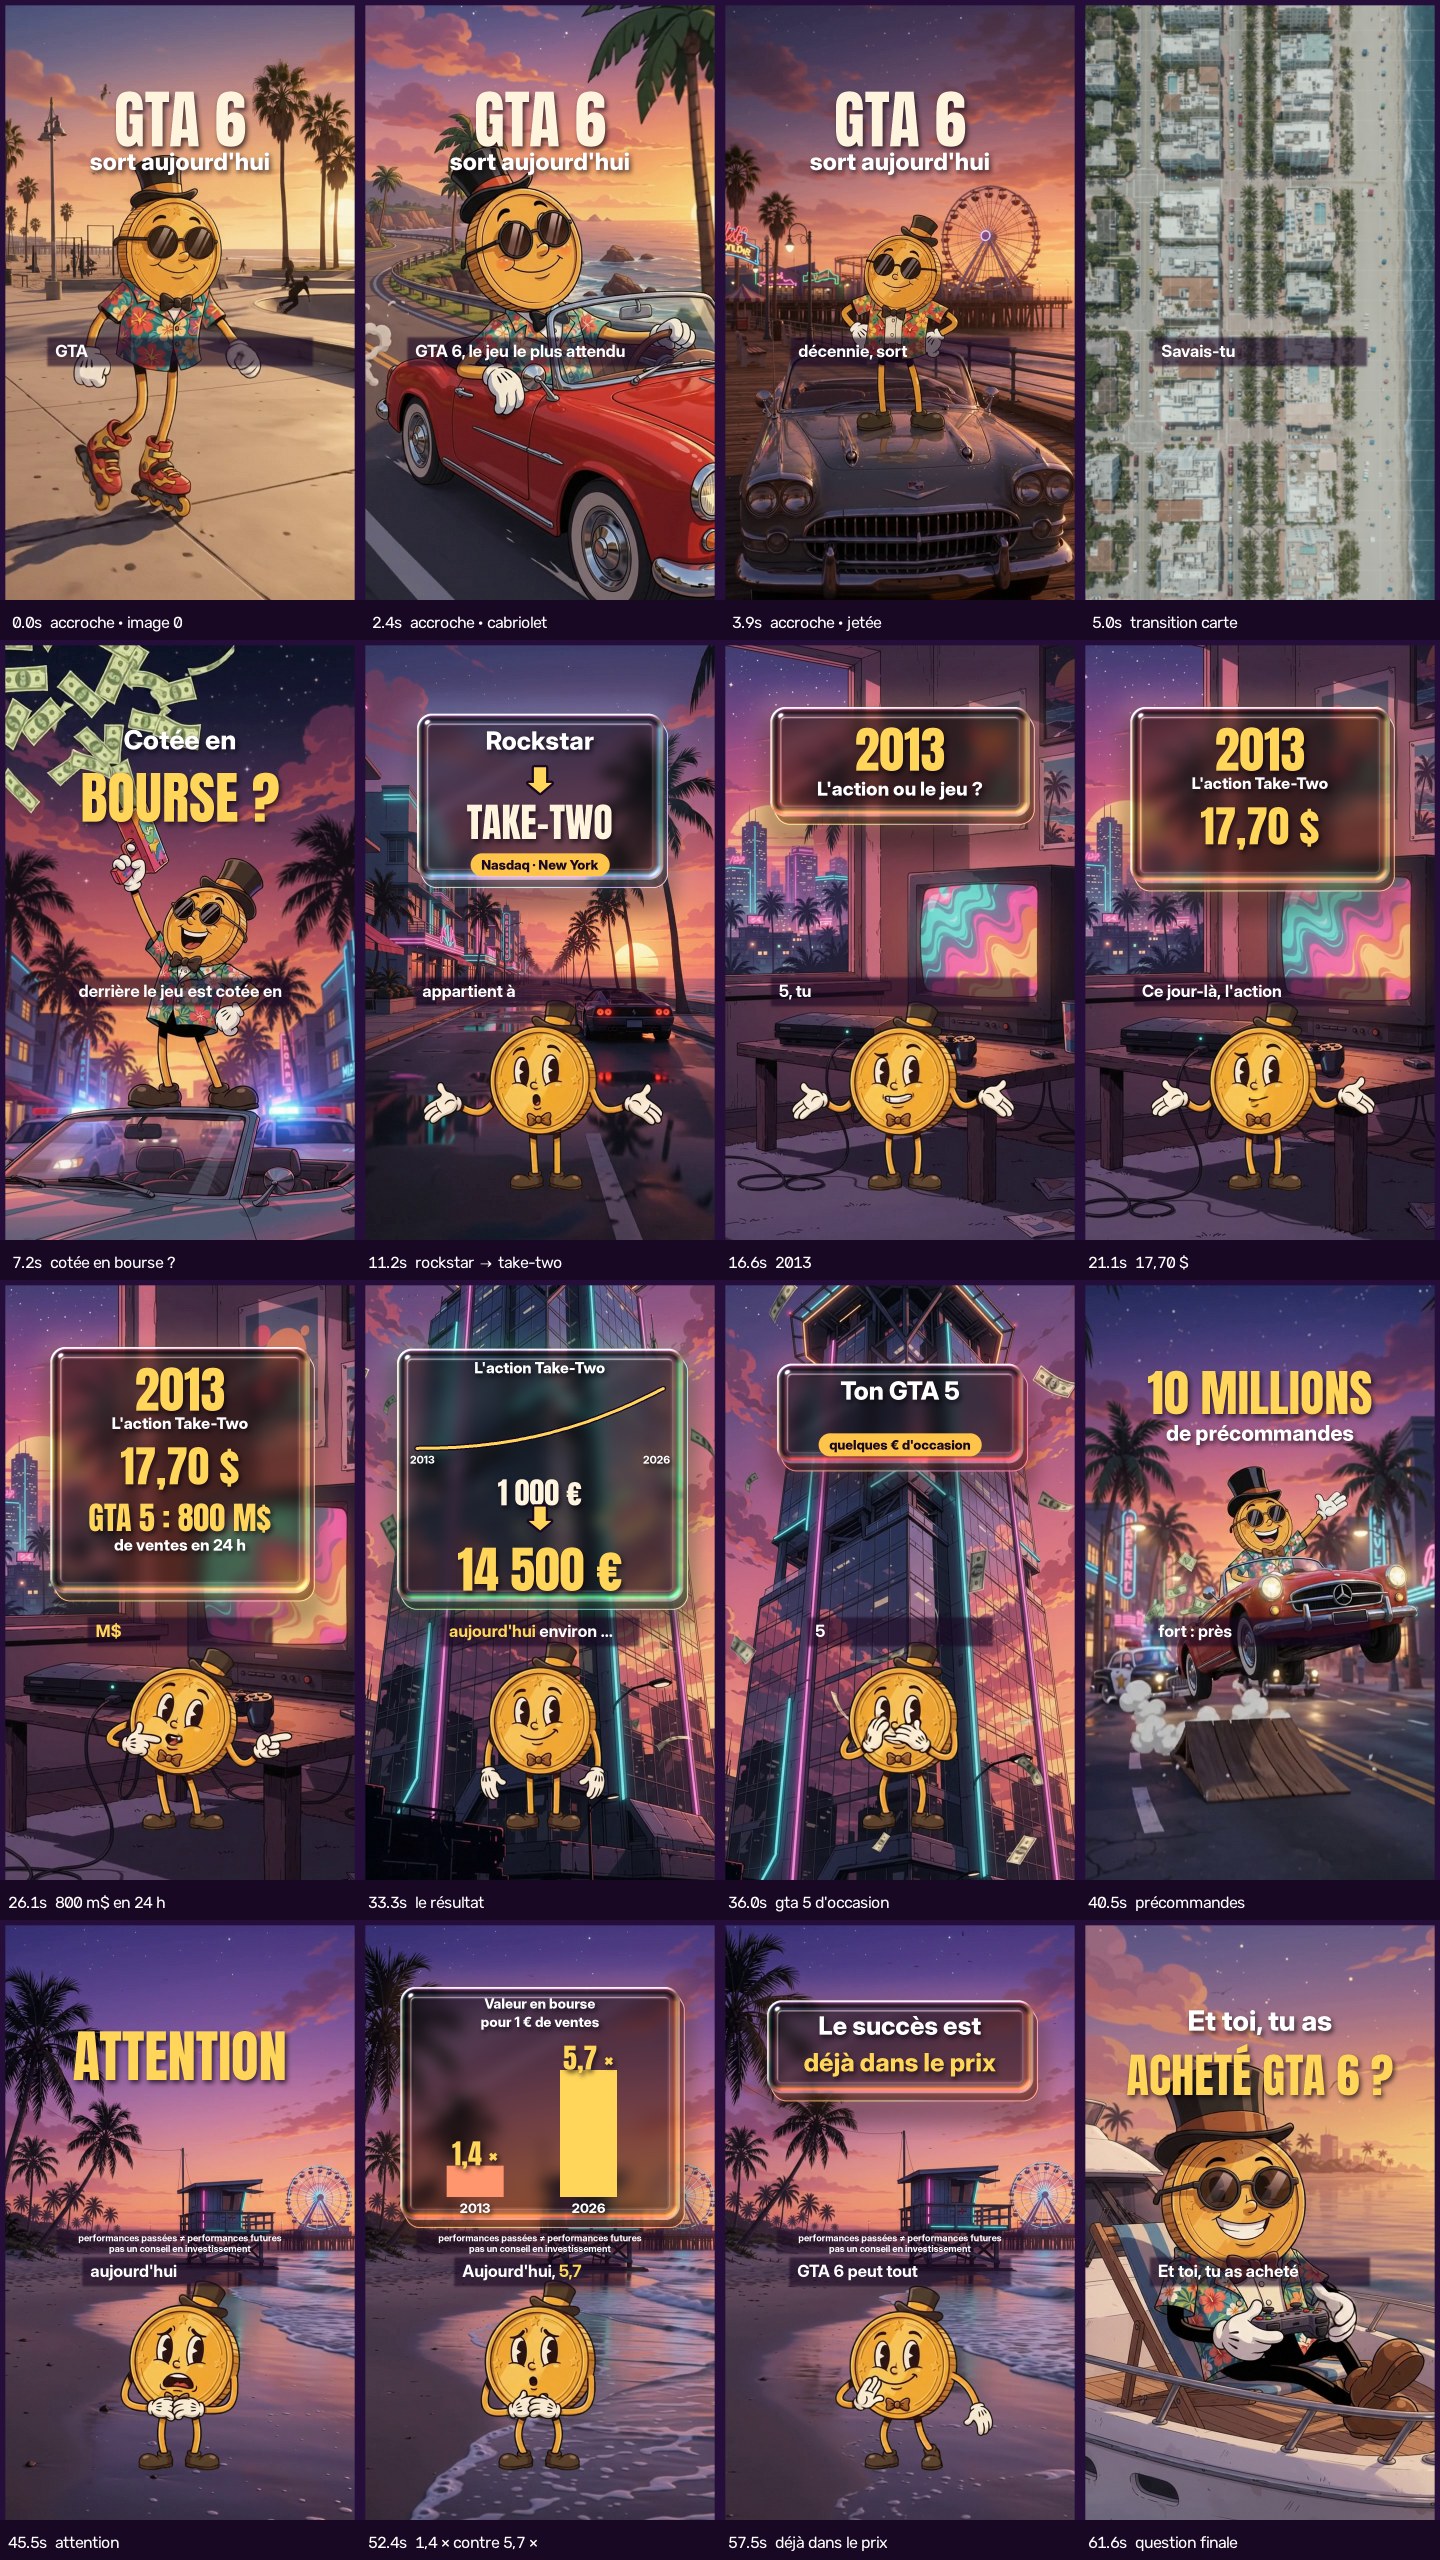 GTA 6
sort aujourd'hui
GTA
0.0s accroche • image 0
GTA 6
sort aujourd'hui
GTA 6, le jeu le plus attendu
2.4s accroche • cabriolet
GTA 6
sort aujourd'hui
décennie, sort
3.9s accroche • jetée
Savais-tu
5.0s transition carte
Cotée en
BOURSE ?
derrière le jeu est cotée en
7.2s cotée en bourse ?
Rockstar
TAKE-TWO
Nasdaq · New York
appartient à
11.2s rockstar → take-two
2013
L'action ou le jeu ?
5, tu
16.6s 2013
2013
L'action Take-Two
17,70 $
Ce jour-là, l'action
21.1s 17,70 $
2013
L'action Take-Two
17,70 $
GTA 5 : 800 M$
de ventes en 24 h
M$
26.1s 800 m$ en 24 h
L'action Take-Two
2013
2026
1 000 €
14 500 €
aujourd'hui environ ...
33.3s le résultat
Ton GTA 5
quelques € d'occasion
5
36.0s gta 5 d'occasion
10 MILLIONS
de précommandes
fort : près
40.5s précommandes
ATTENTION
performances passées ≠ performances futures
pas un conseil en investissement
aujourd'hui
45.5s attention
Valeur en bourse
pour 1 € de ventes
5,7 ×
1,4 ×
2013
2026
performances passées ≠ performances futures
pas un conseil en investissement
Aujourd'hui, 5,7
52.4s 1,4 × contre 5,7 ×
Le succès est
déjà dans le prix
performances passées ≠ performances futures
pas un conseil en investissement
GTA 6 peut tout
57.5s déjà dans le prix
Et toi, tu as
ACHETÉ GTA 6 ?
Et toi, tu as acheté
61.6s question finale